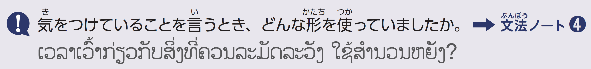 気をつけていることを言うとき、どんな形を使っていましたか。 ➡ 文法ノート❹
ເວລາເວົ້າກ່ຽວກັບສິ່ງທີ່ຄວນລະມັດລະວັງ ໃຊ້ສຳນວນຫຍັງ?